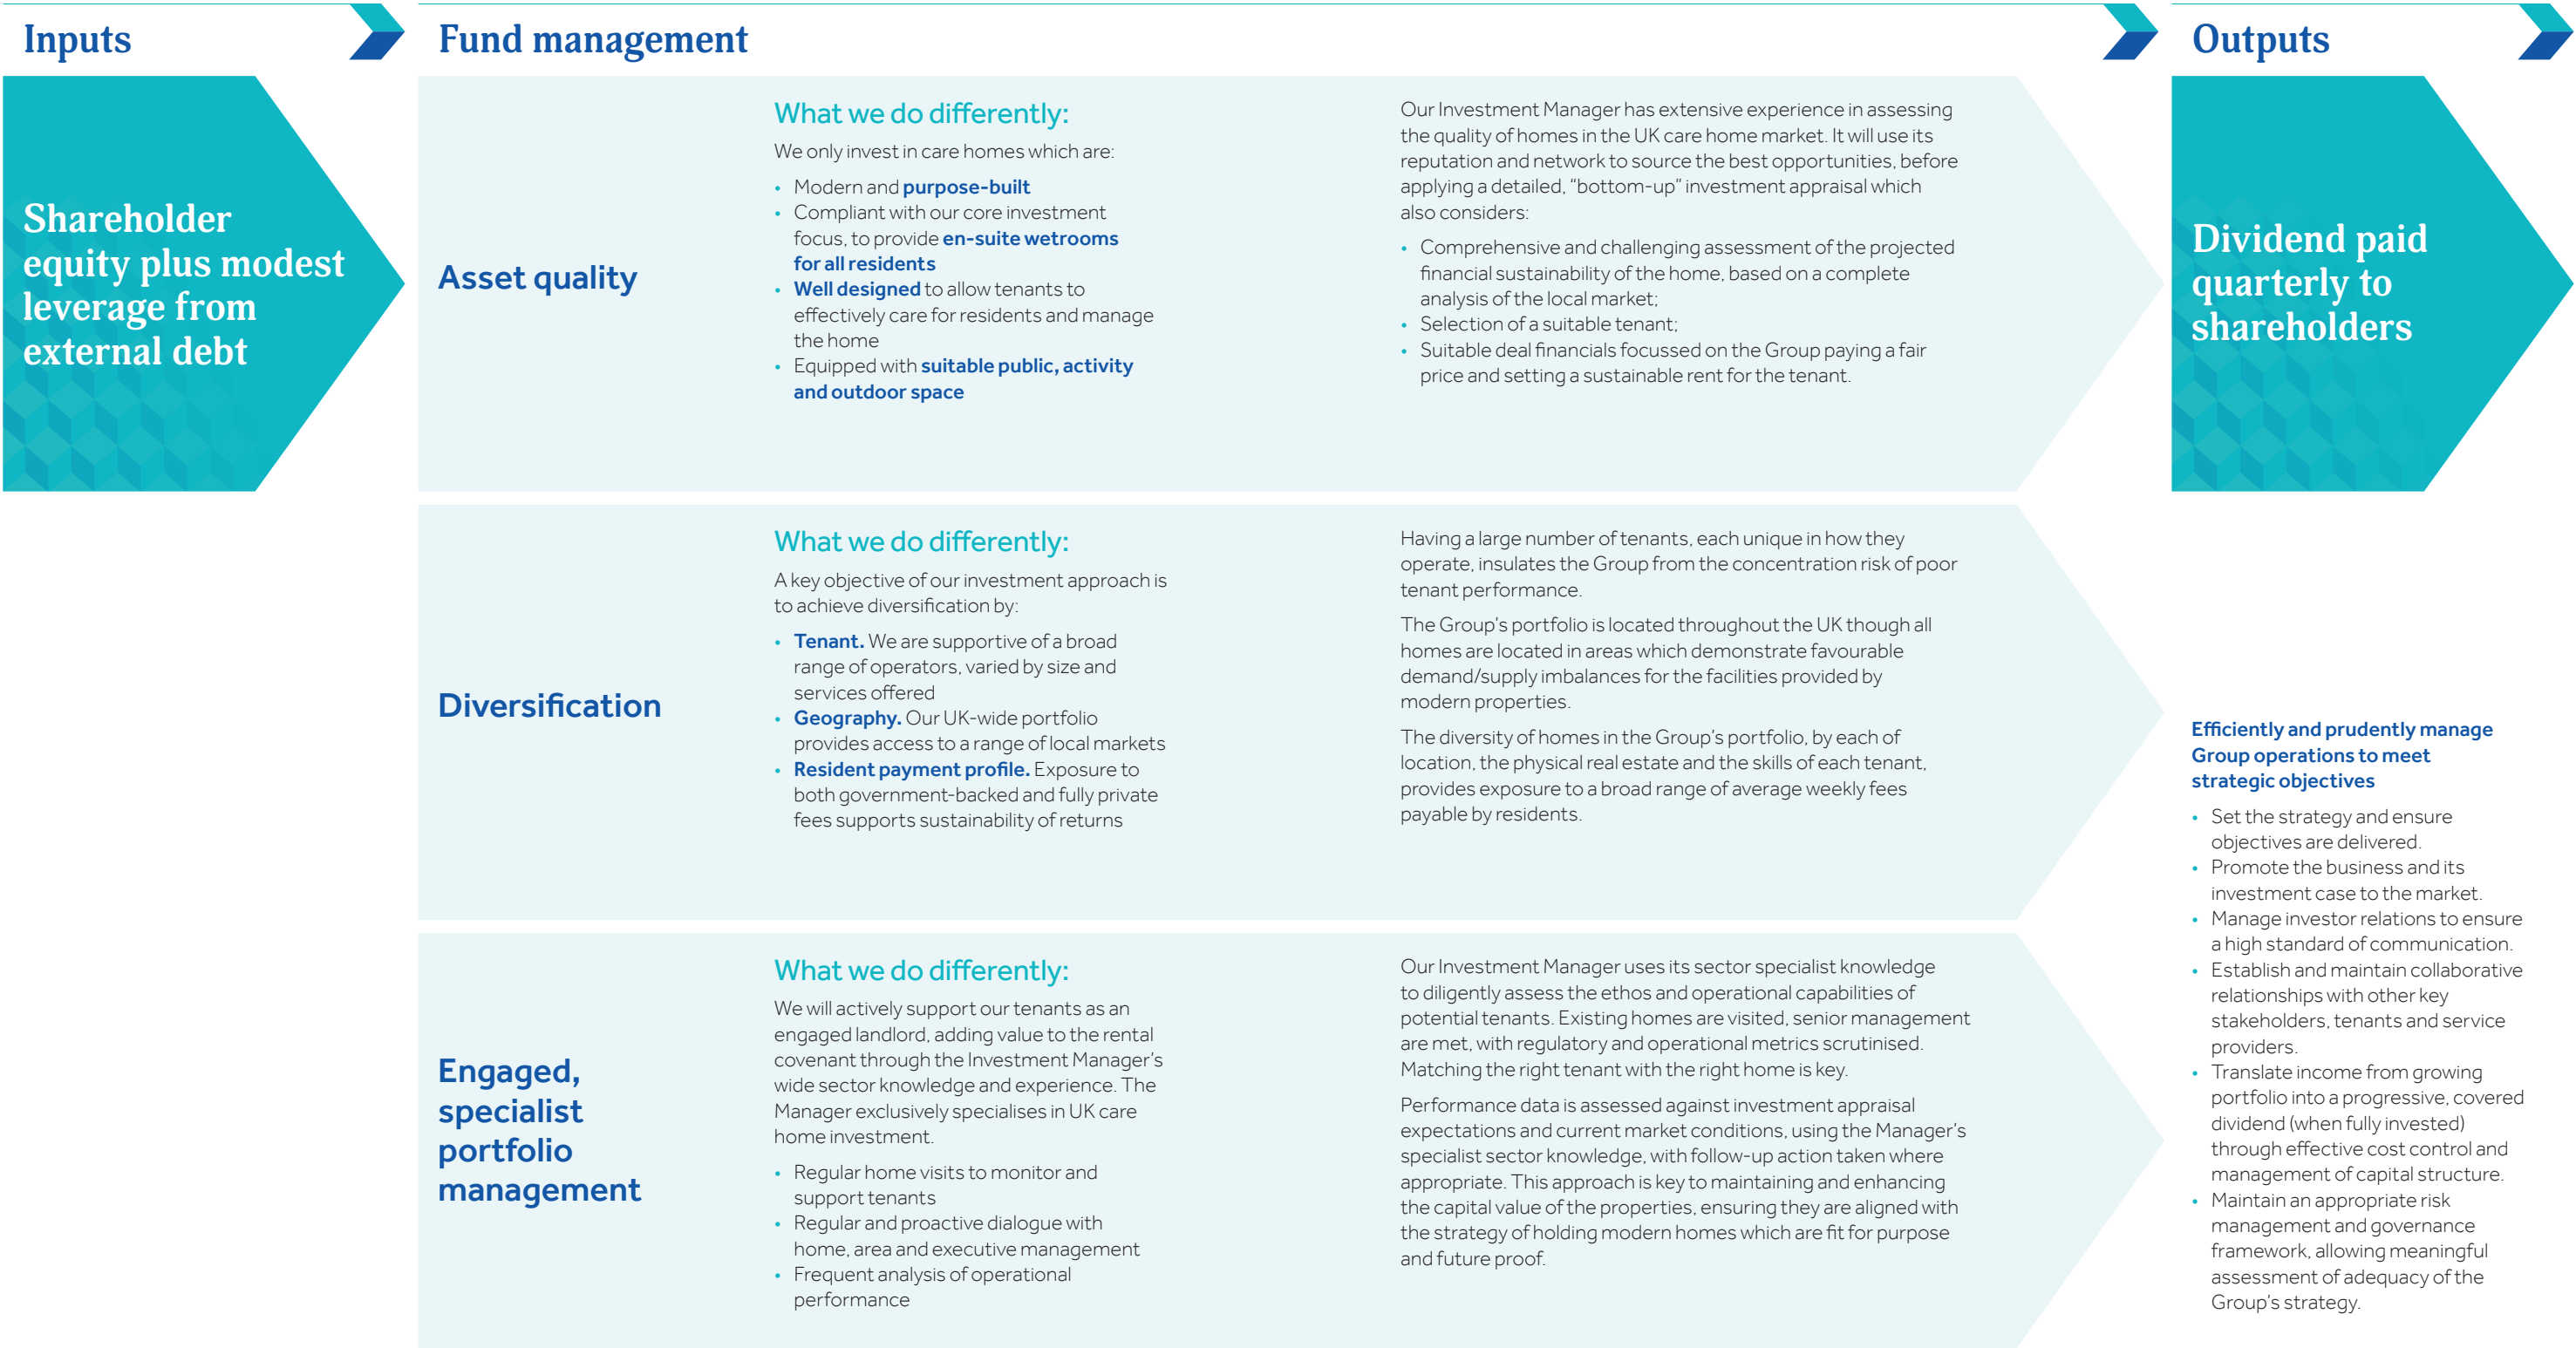 Inputs
Shareholder
equity plus modest
leverage from
external debt
Fund management
Asset quality
What we do differently:
We only invest in care homes which are:
• Modern and purpose-built
• Compliant with our core investment
focus, to provide en-suite wetrooms
for all residents
• Well designed to allow tenants to
effectively care for residents and manage
the home
• Equipped with suitable public, activity
and outdoor space
Our Investment Manager has extensive experience in assessing
the quality of homes in the UK care home market. It will use its
reputation and network to source the best opportunities, before
applying a detailed, "bottom-up" investment appraisal which
also considers:
• Comprehensive and challenging assessment of the projected
financial sustainability of the home, based on a complete
analysis of the local market;
• Selection of a suitable tenant;
• Suitable deal financials focussed on the Group paying a fair
price and setting a sustainable rent for the tenant.
Diversification
What we do differently:
A key objective of our investment approach is
to achieve diversification by:
• Tenant. We are supportive of a broad
range of operators, varied by size and
services offered
• Geography. Our UK-wide portfolio
provides access to a range of local markets
• Resident payment profile. Exposure to
both government-backed and fully private
fees supports sustainability of returns
Having a large number of tenants, each unique in how they
operate, insulates the Group from the concentration risk of poor
tenant performance.
The Group's portfolio is located throughout the UK though all
homes are located in areas which demonstrate favourable
demand/supply imbalances for the facilities provided by
modern properties.
The diversity of homes in the Group's portfolio, by each of
location, the physical real estate and the skills of each tenant,
provides exposure to a broad range of average weekly fees
payable by residents.
Engaged,
specialist
portfolio
management
What we do differently:
We will actively support our tenants as an
engaged landlord, adding value to the rental
covenant through the Investment Manager's
wide sector knowledge and experience. The
Manager exclusively specialises in UK care
home investment.
• Regular home visits to monitor and
support tenants
• Regular and proactive dialogue with
home, area and executive management
• Frequent analysis of operational
performance
Our Investment Manager uses its sector specialist knowledge
to diligently assess the ethos and operational capabilities of
potential tenants. Existing homes are visited, senior management
are met, with regulatory and operational metrics scrutinised.
Matching the right tenant with the right home is key.
Performance data is assessed against investment appraisal
expectations and current market conditions, using the Manager's
specialist sector knowledge, with follow-up action taken where
appropriate. This approach is key to maintaining and enhancing
the capital value of the properties, ensuring they are aligned with
the strategy of holding modern homes which are fit for purpose
and future proof.
Outputs
Dividend paid
quarterly to
shareholders
Efficiently and prudently manage
Group operations to meet
strategic objectives
• Set the strategy and ensure
objectives are delivered.
• Promote the business and its
investment case to the market.
• Manage investor relations to ensure
a high standard of communication.
• Establish and maintain collaborative
relationships with other key
stakeholders, tenants and service
providers.
• Translate income from growing
portfolio into a progressive, covered
dividend (when fully invested)
through effective cost control and
management of capital structure.
• Maintain an appropriate risk
management and governance
framework, allowing meaningful
assessment of adequacy of the
Group's strategy.